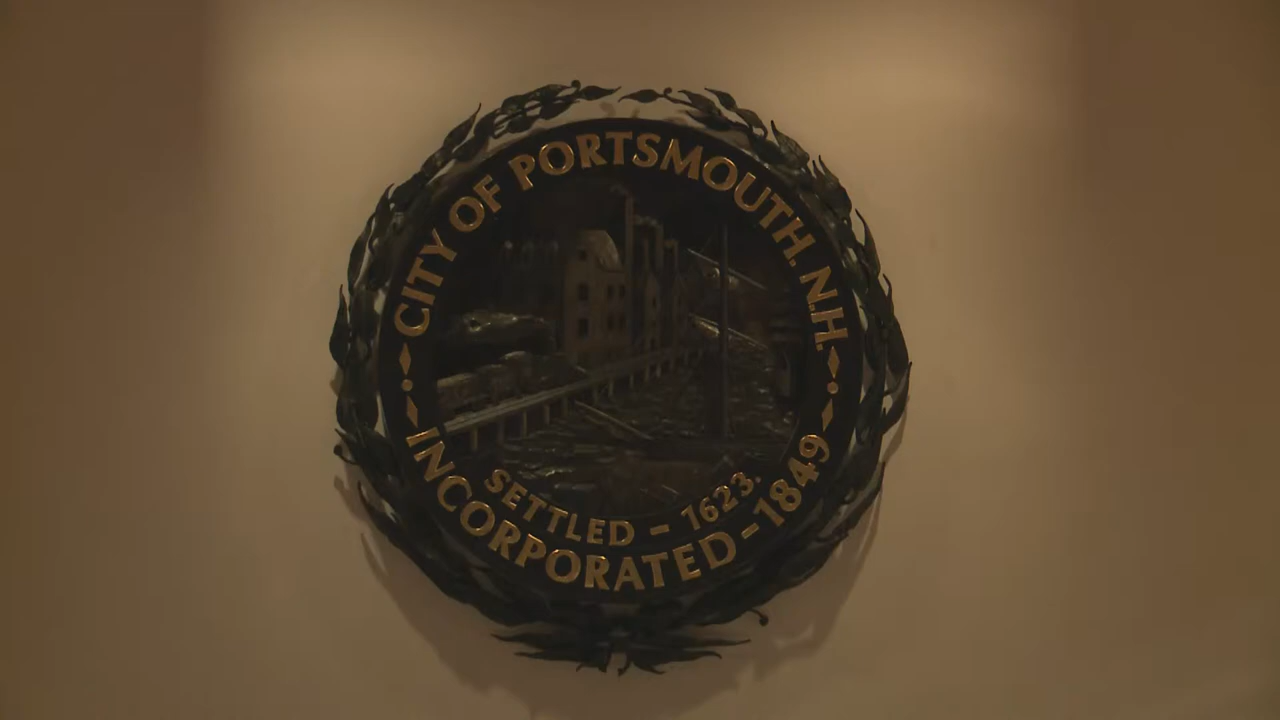 CITY OF PORTSMOUTH. N.H.
SETTLED - 1623.
INCORPORATED - 1849